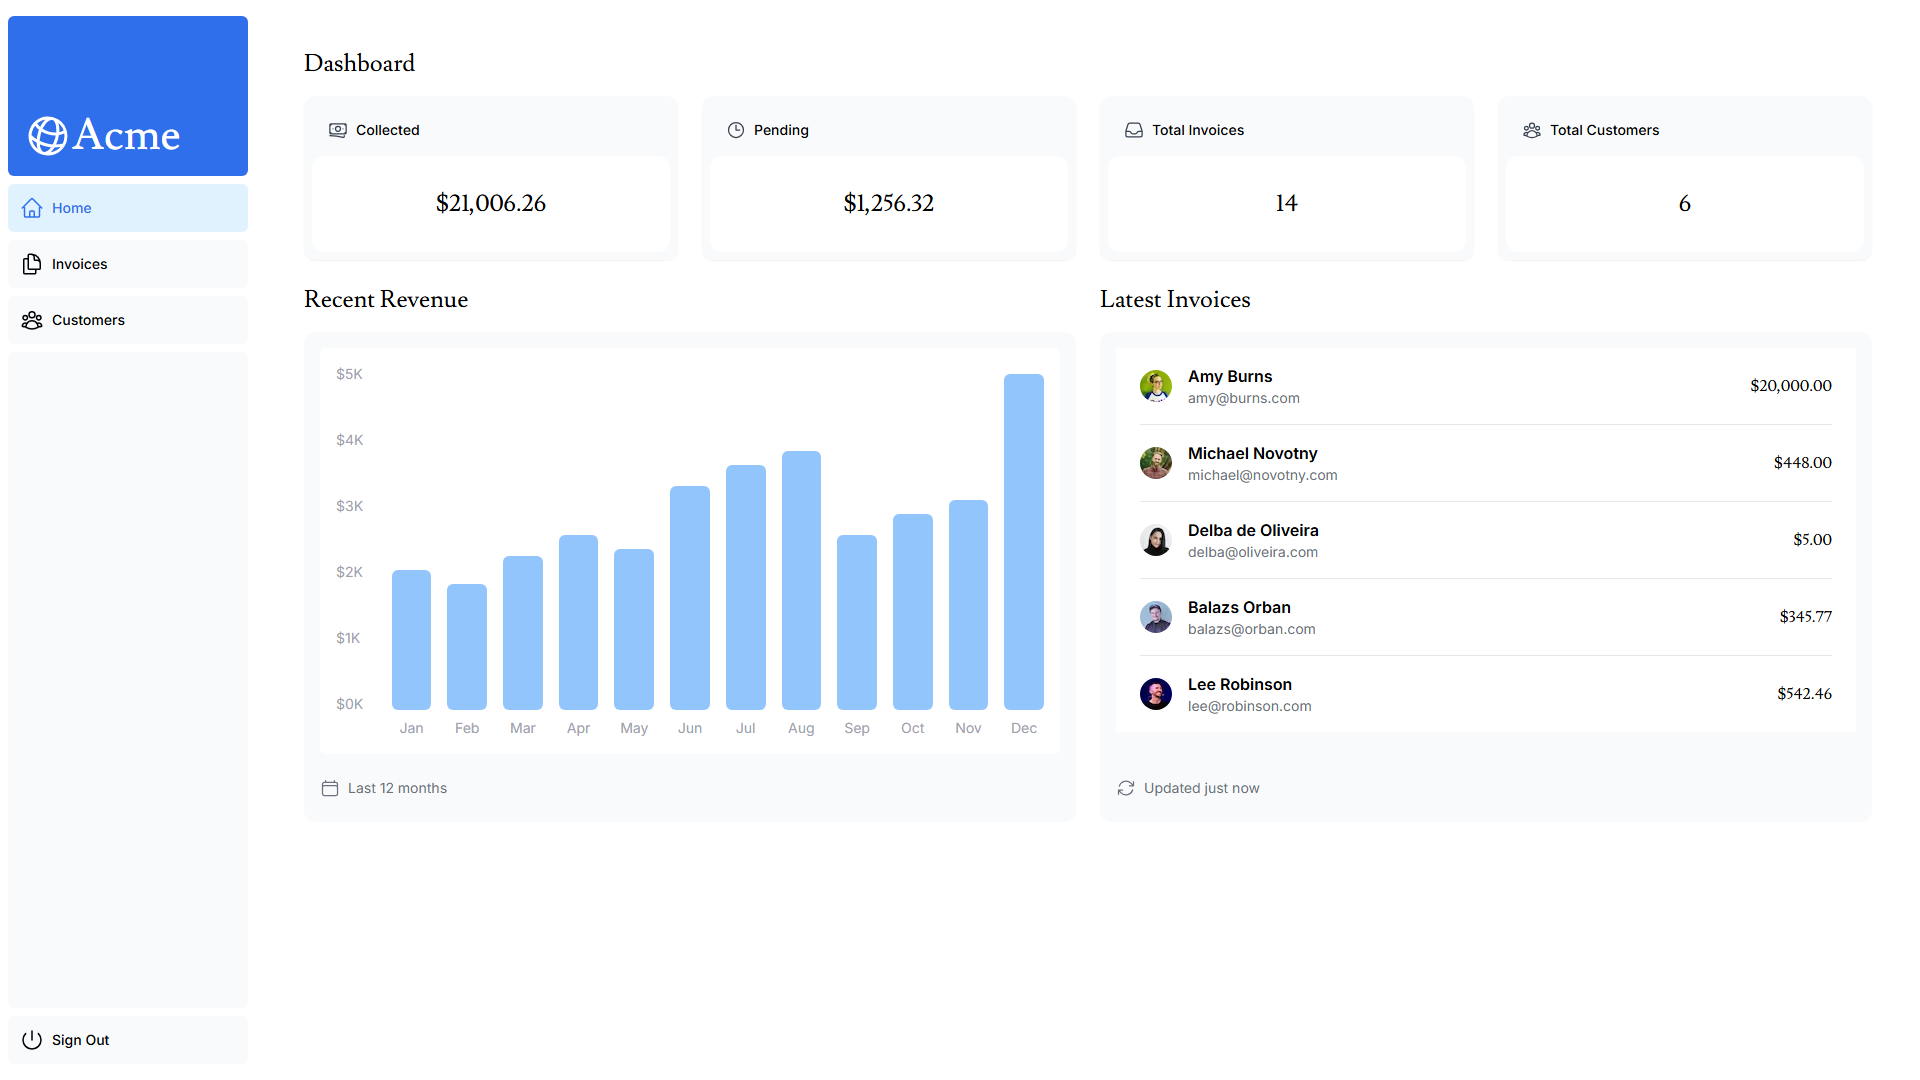 Acme
Home
Invoices
Customers
Sign Out
Dashboard
Collected
$21,006.26
Pending
$1,256.32
Total Invoices
14
Total Customers
6
Recent Revenue
$5K
$4K
$3K
$2K
$1K
$0K
Jan Feb Mar Apr May Jun Jul Aug Sep Oct Nov Dec
Last 12 months
Latest Invoices
Amy Burns
amy@burns.com
$20,000.00
Michael Novotny
michael@novotny.com
$448.00
Delba de Oliveira
delba@oliveira.com
$5.00
Balazs Orban
balazs@orban.com
$345.77
Lee Robinson
lee@robinson.com
$542.46
Updated just now